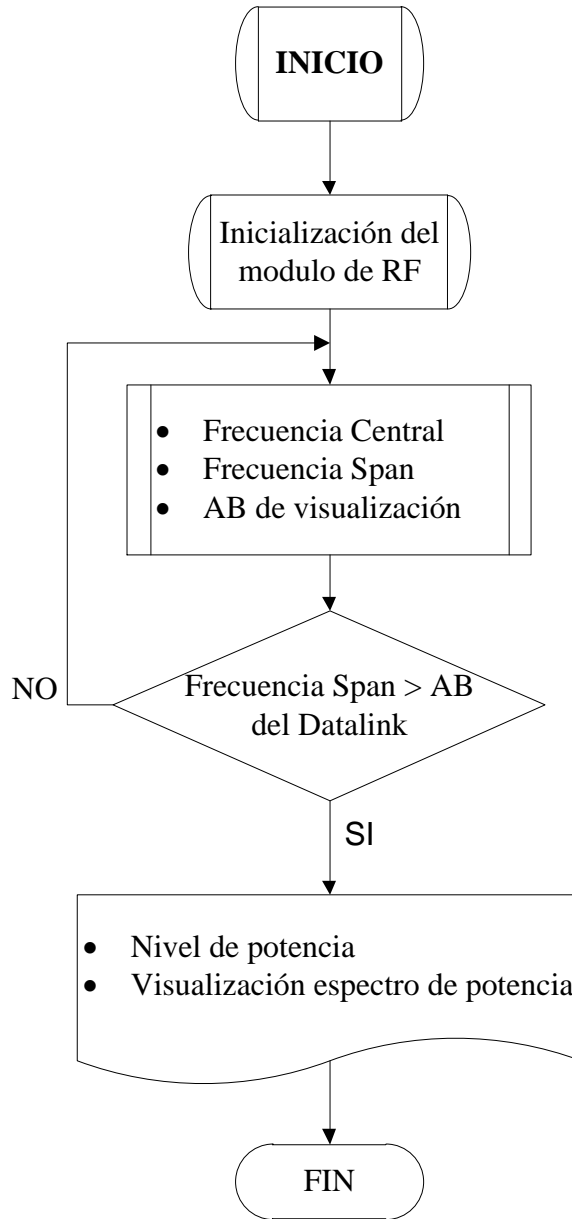 INICIO
Inicialización del
modulo de RF
• Frecuencia Central
• Frecuencia Span
• AB de visualización
NO
Frecuencia Span > AB
del Datalink
SI
• Nivel de potencia
• Visualización espectro de potencia
FIN